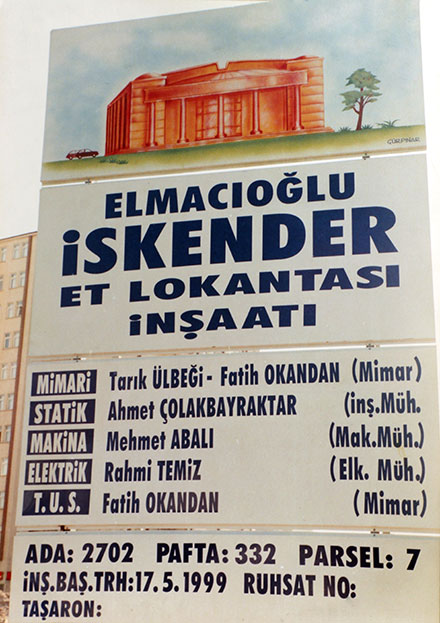 GÜRPINAR
ELMACIOĞLU
İSKENDER
ET LOKANTASI
İNŞAATI
MİMARİ Tarık ÜLBEĞİ - Fatih OKANDAN (Mimar)
STATİK Ahmet ÇOLAKBAYRAKTAR (inş.Müh.
MAKİNA Mehmet ABALI (Mak.Müh.)
ELEKTRİK Rahmi TEMİZ (Elk. Müh.)
T.U.S. Fatih OKANDAN (Mimar)
ADA: 2702 PAFTA: 332 PARSEL: 7
İNŞ.BAŞ.TRH:17.5.1999 RUHSAT NO:
TAŞARON: